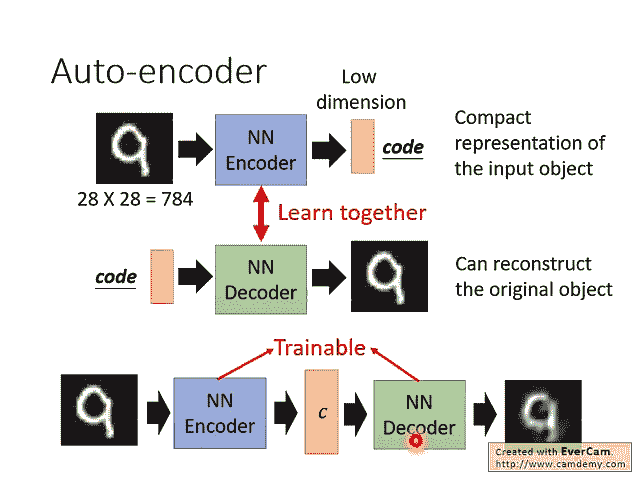 Auto-encoder
Low
dimension
NN
Encoder
code
Compact
representation of
the input object
28 X 28 = 784
Learn together
code
NN
Decoder
Can reconstruct
the original object
Trainable
NN
Encoder
c
NN
Decoder
Created with EverCam.
http://www.camdemy.com